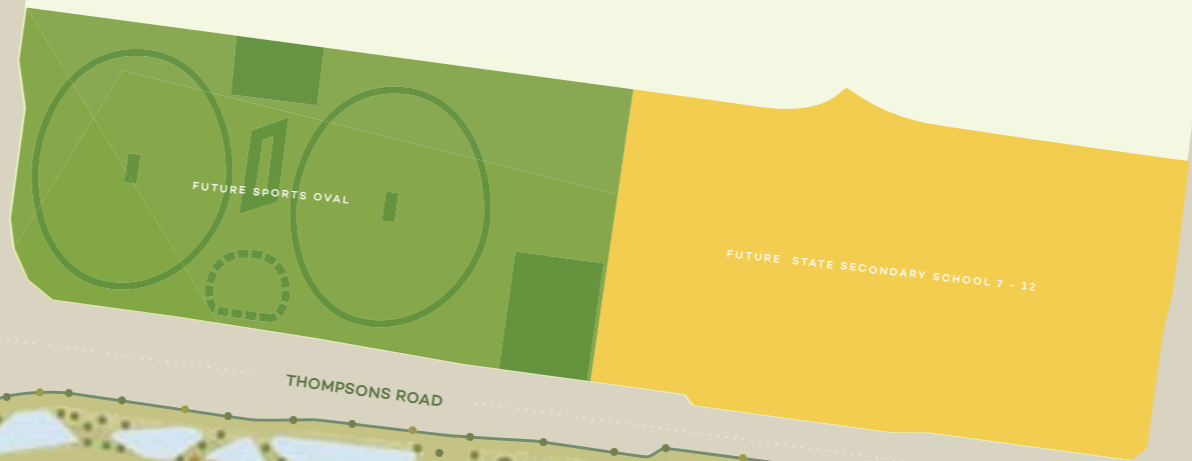 FUTURE SPORTS OVAL
FUTURE STATE SECONDARY SCHOOL 7 - 12
THOMPSONS ROAD